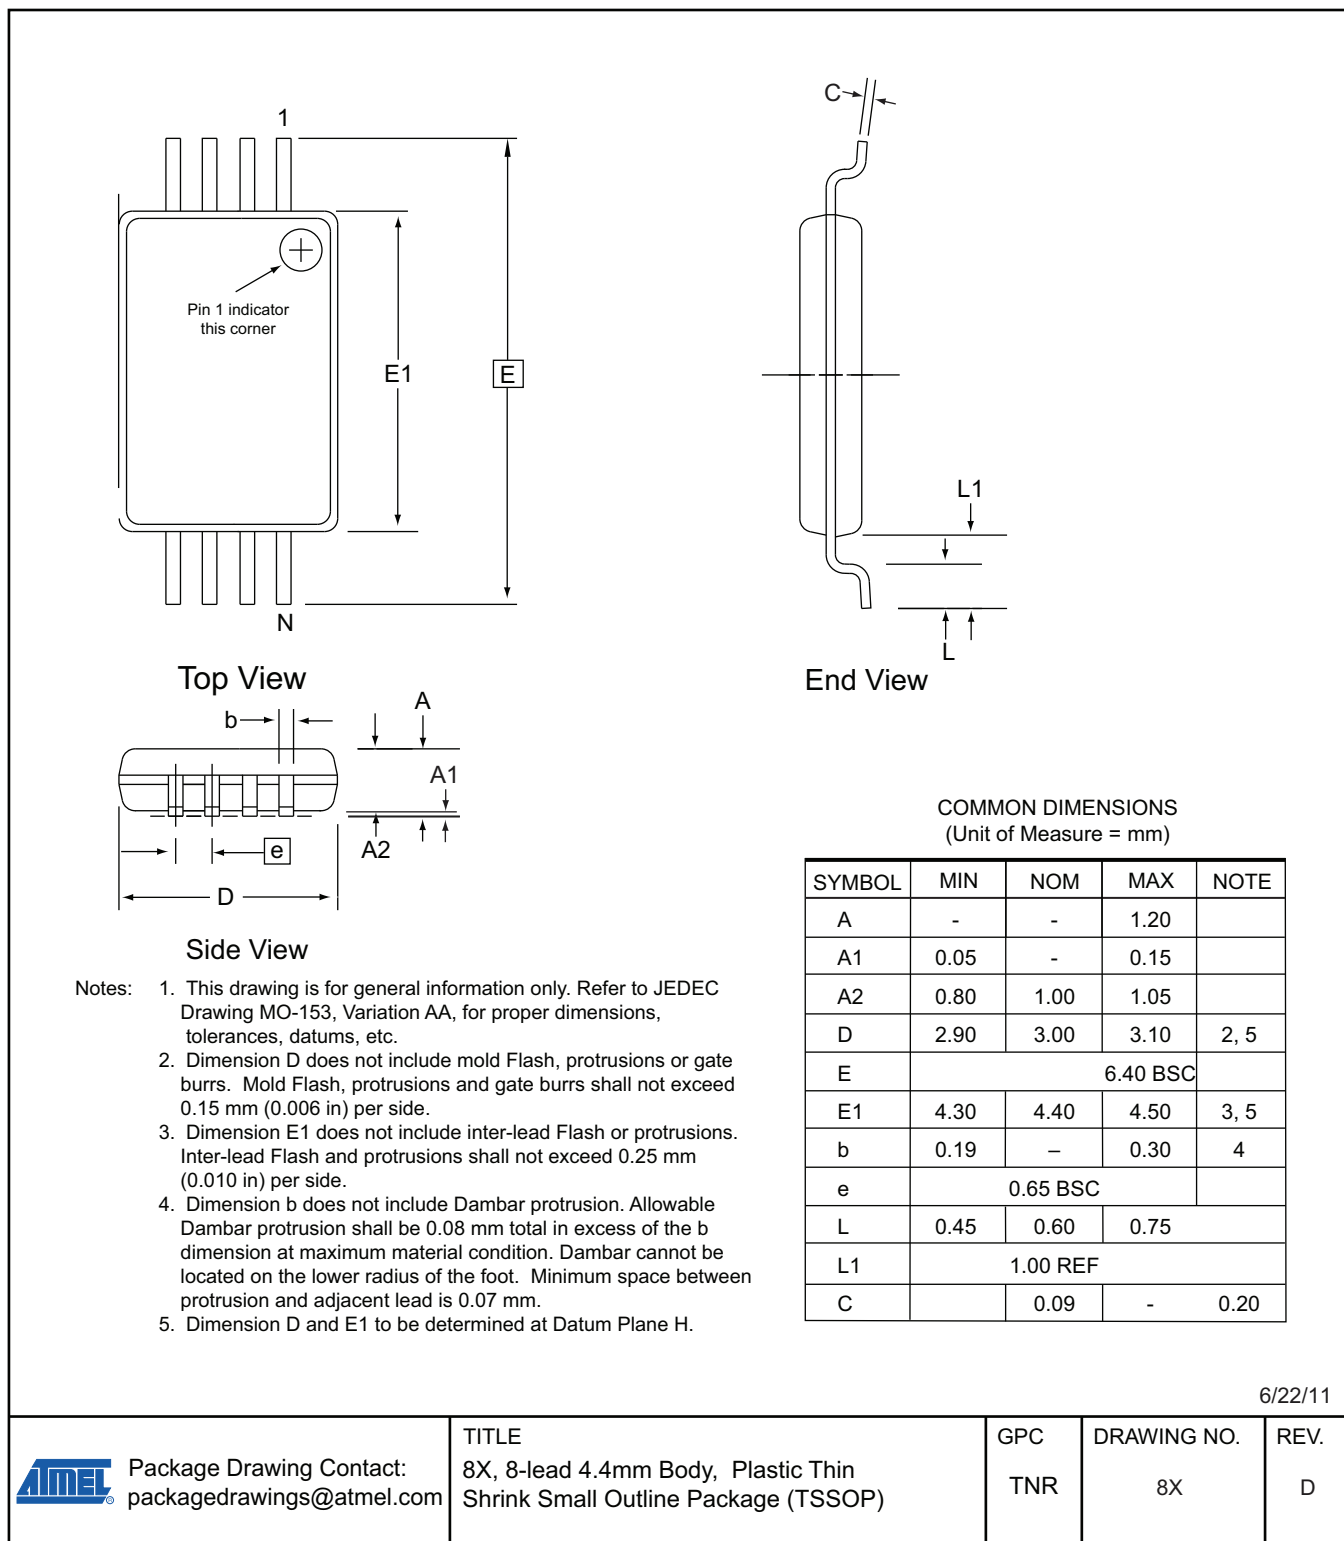 1
C
Pin 1 indicator
this corner
E1
E
L1
N
L
Top View
End View
b
A
A1
e
A2
D
Side View
COMMON DIMENSIONS
(Unit of Measure = mm)
SYMBOL MIN NOM MAX NOTE
A - - 1.20
A1 0.05 - 0.15
A2 0.80 1.00 1.05
D 2.90 3.00 3.10 2, 5
E 6.40 BSC
E1 4.30 4.40 4.50 3, 5
b 0.19 – 0.30 4
e 0.65 BSC
L 0.45 0.60 0.75
L1 1.00 REF
C 0.09 - 0.20
Notes: 1. This drawing is for general information only. Refer to JEDEC
Drawing MO-153, Variation AA, for proper dimensions,
tolerances, datums, etc.
2. Dimension D does not include mold Flash, protrusions or gate
burrs. Mold Flash, protrusions and gate burrs shall not exceed
0.15 mm (0.006 in) per side.
3. Dimension E1 does not include inter-lead Flash or protrusions.
Inter-lead Flash and protrusions shall not exceed 0.25 mm
(0.010 in) per side.
4. Dimension b does not include Dambar protrusion. Allowable
Dambar protrusion shall be 0.08 mm total in excess of the b
dimension at maximum material condition. Dambar cannot be
located on the lower radius of the foot. Minimum space between
protrusion and adjacent lead is 0.07 mm.
5. Dimension D and E1 to be determined at Datum Plane H.
6/22/11
ATMEL ®
Package Drawing Contact:
packagedrawings@atmel.com
TITLE
8X, 8-lead 4.4mm Body, Plastic Thin
Shrink Small Outline Package (TSSOP)
GPC
TNR
DRAWING NO.
8X
REV.
D